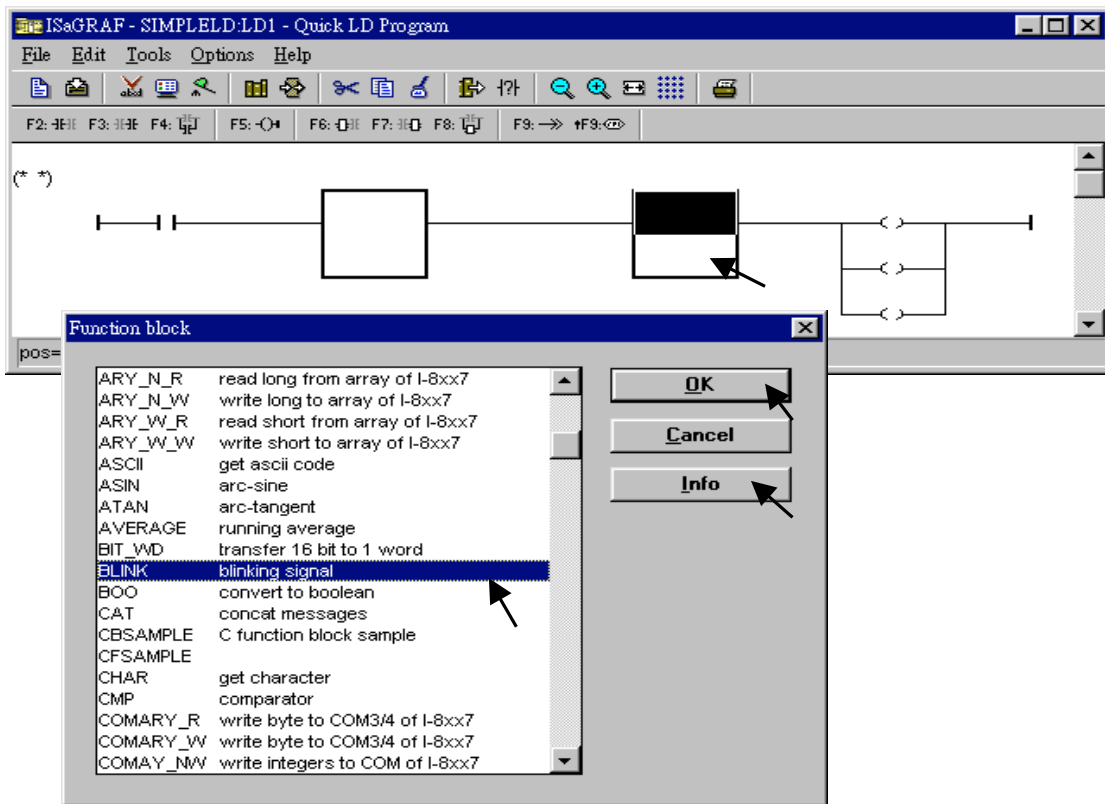 ISaGRAF - SIMPLELD:LD1 - Quick LD Program
File Edit Tools Options Help
F2: F3: F4: F5: F6: F7: F8: F9: F9:
(* *)
pos=
Function block
ARY_N_R read long from array of I-8xx7
ARY_N_W write long to array of I-8xx7
ARY_W_R read short from array of I-8xx7
ARY_W_W write short to array of I-8xx7
ASCII get ascii code
ASIN arc-sine
ATAN arc-tangent
AVERAGE running average
BIT_WD transfer 16 bit to 1 word
BLINK blinking signal
BOO convert to boolean
CAT concat messages
CBSAMPLE C function block sample
CFSAMPLE
CHAR get character
CMP comparator
COMARY_R write byte to COM3/4 of I-8xx7
COMARY_W write byte to COM3/4 of I-8xx7
COMAY_NW write integers to COM of I-8xx7
OK
Cancel
Info